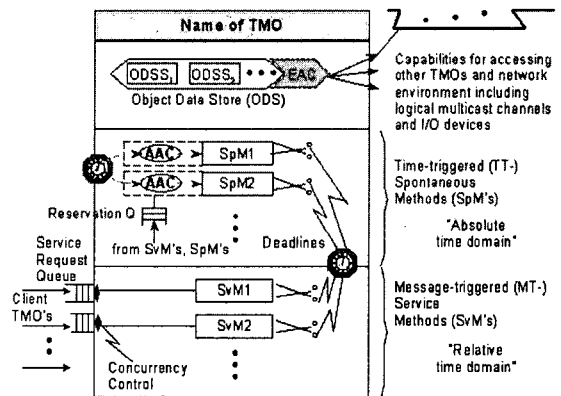 Name of TMO
ODSS1 ODSS2 • • • EAC
Object Data Store (ODS)
Capabilities for accessing
other TMOs and network
environment including
logical multicast channels
and I/O devices
AAC SpM1
AAC SpM2
Reservation Q
from SvM's, SpM's
Deadlines
Time-triggered (TT-)
Spontaneous
Methods (SpM's)
"Absolute
time domain"
Service
Request
Queue
Client
TMO's
SvM1
SvM2
Concurrency
Control
Message-triggered (MT-)
Service
Methods (SvM's)
"Relative
time domain"